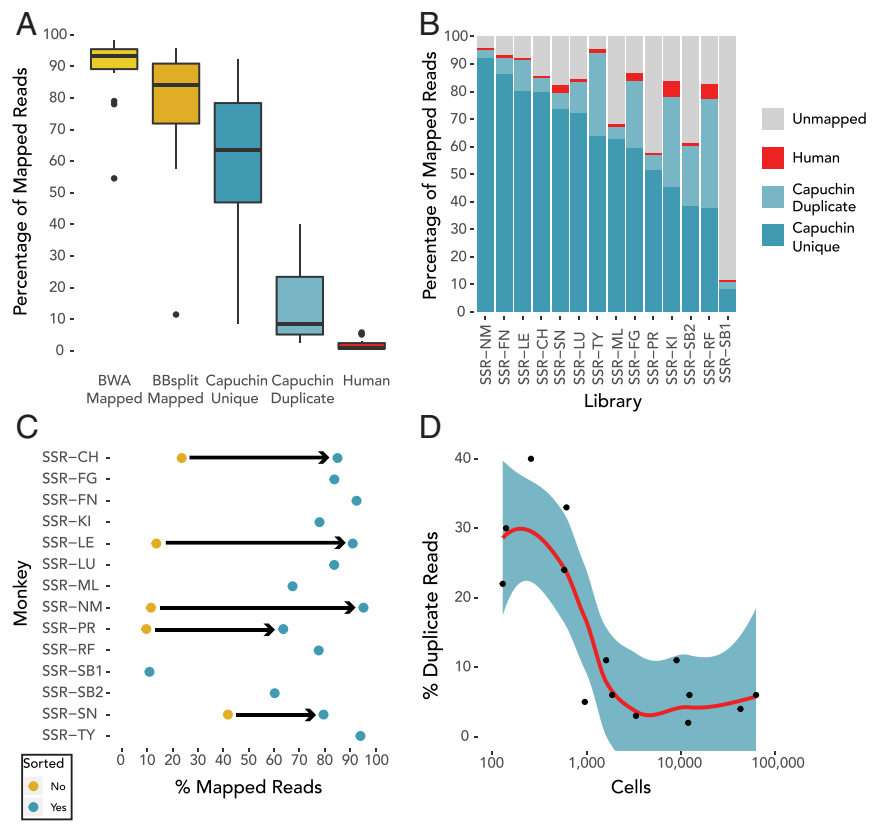 A
Percentage of Mapped Reads
100
90
80
70
60
50
40
30
20
10
0
BWA Mapped
BBsplit Mapped
Capuchin Unique
Capuchin Duplicate
Human
B
Percentage of Mapped Reads
100
90
80
70
60
50
40
30
20
10
0
SSR−NM
SSR−FN
SSR−LE
SSR−CH
SSR−SN
SSR−LU
SSR−TY
SSR−ML
SSR−FG
SSR−PR
SSR−KI
SSR−SB2
SSR−RF
SSR−SB1
Library
Unmapped
Human
Capuchin
Duplicate
Capuchin
Unique
C
Monkey
SSR−CH
SSR−FG
SSR−FN
SSR−KI
SSR−LE
SSR−LU
SSR−ML
SSR−NM
SSR−PR
SSR−RF
SSR−SB1
SSR−SB2
SSR−SN
SSR−TY
0 10 20 30 40 50 60 70 80 90 100
% Mapped Reads
Sorted
No
Yes
D
% Duplicate Reads
40
30
20
10
0
100 1,000 10,000 100,000
Cells